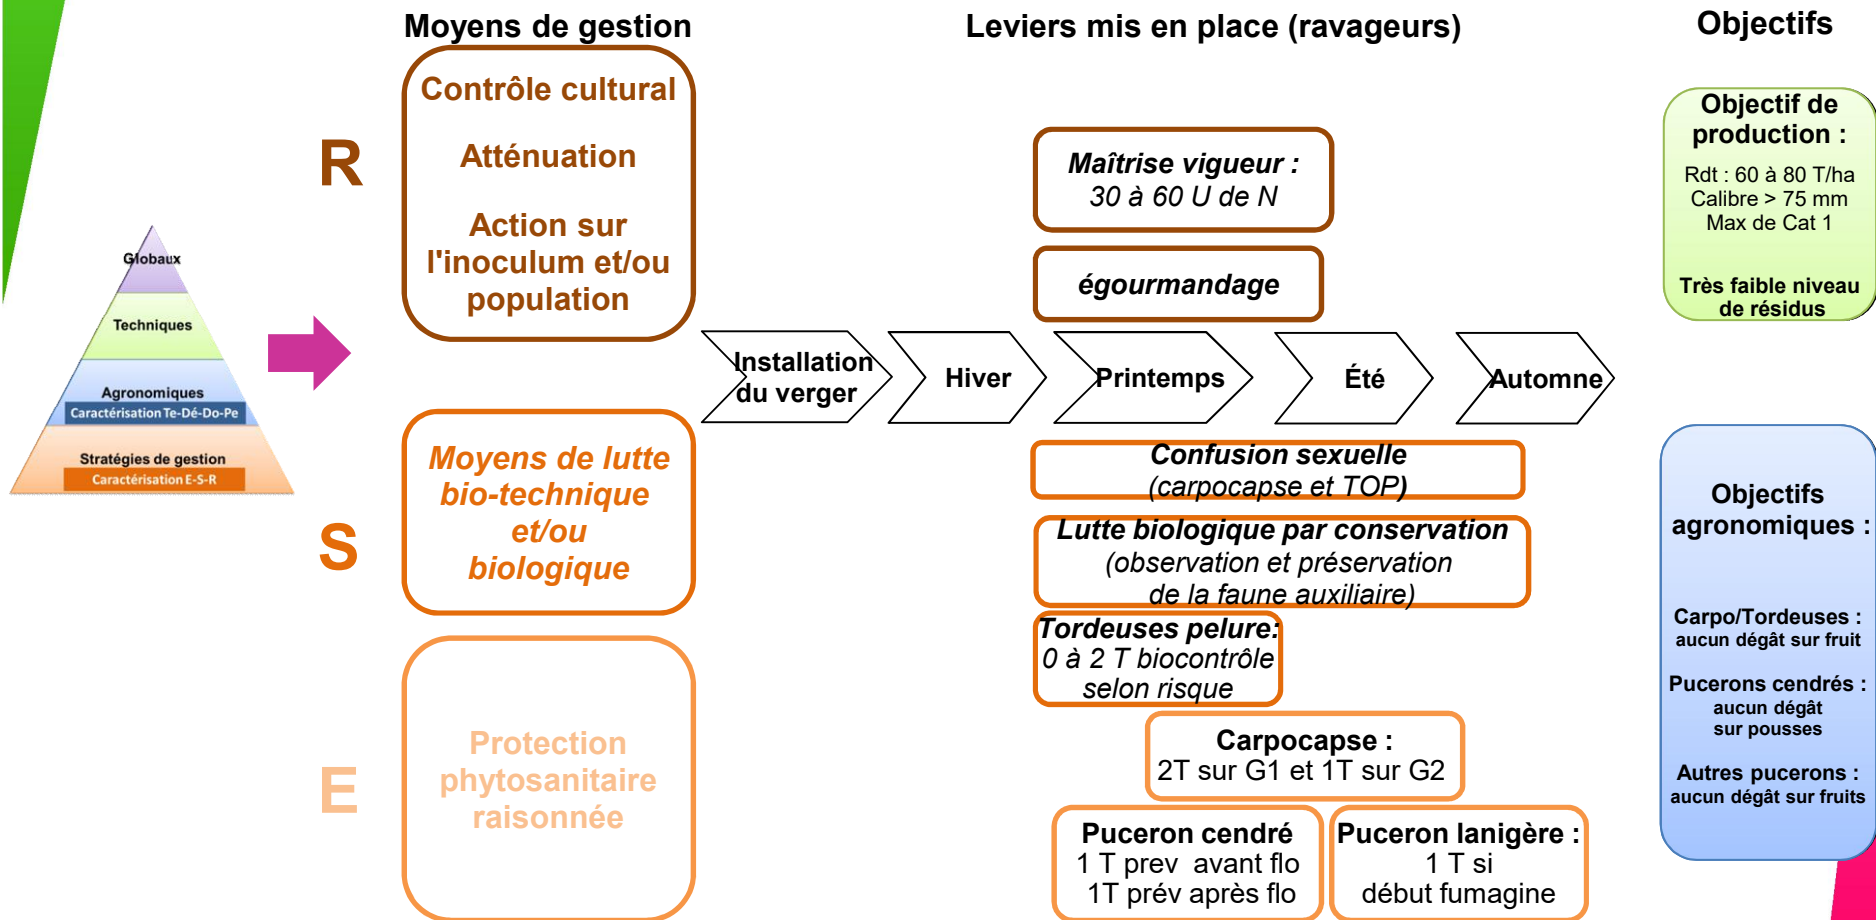 Moyens de gestion
Leviers mis en place (ravageurs)
Objectifs
R
Contrôle cultural
Atténuation
Action sur
l'inoculum et/ou
population
Maîtrise vigueur :
30 à 60 U de N
égourmandage
Objectif de
production :
Rdt : 60 à 80 T/ha
Calibre > 75 mm
Max de Cat 1
Très faible niveau
de résidus
Globaux
Techniques
Agronomiques
Caractérisation Te-Dé-Do-Pe
Stratégies de gestion
Caractérisation E-S-R
Installation
du verger
Hiver
Printemps
Été
Automne
S
Moyens de lutte
bio-technique
et/ou
biologique
Confusion sexuelle
(carpocapse et TOP)
Lutte biologique par conservation
(observation et préservation
de la faune auxiliaire)
Tordeuses pelure:
0 à 2 T biocontrôle
selon risque
E
Protection
phytosanitaire
raisonnée
Carpocapse :
2T sur G1 et 1T sur G2
Puceron cendré
1 T prev avant flo
1T prév après flo
Puceron lanigère :
1 T si
début fumagine
Objectifs
agronomiques :
Carpo/Tordeuses :
aucun dégât sur fruit
Pucerons cendrés :
aucun dégât
sur pousses
Autres pucerons :
aucun dégât sur fruits